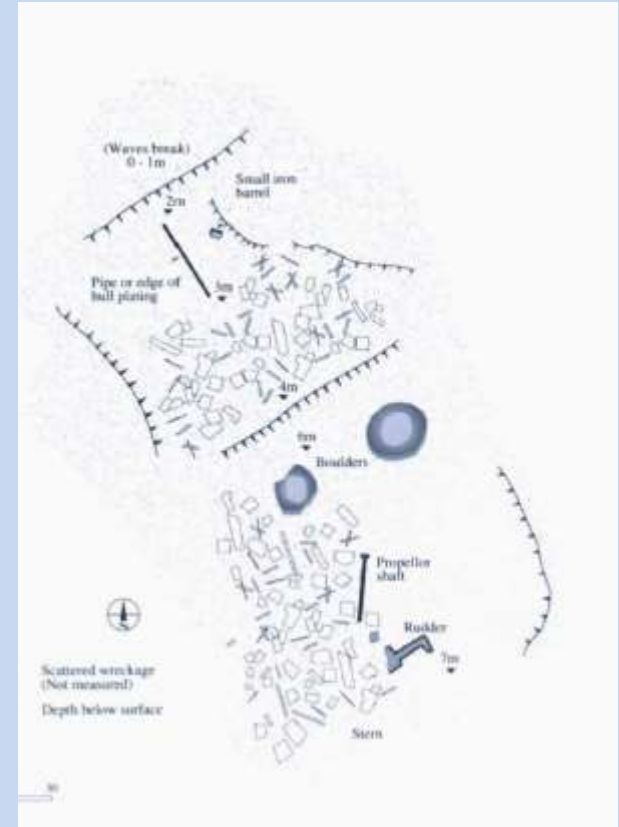 (Waves break)
0 - 1m
Small iron
barrel
2m
Pipe or edge of
hull plating
3m
4m
6m
Boulders
Propellor
shaft
Rudder
7m
Scattered wreckage
(Not measured)
Depth below surface
Stern